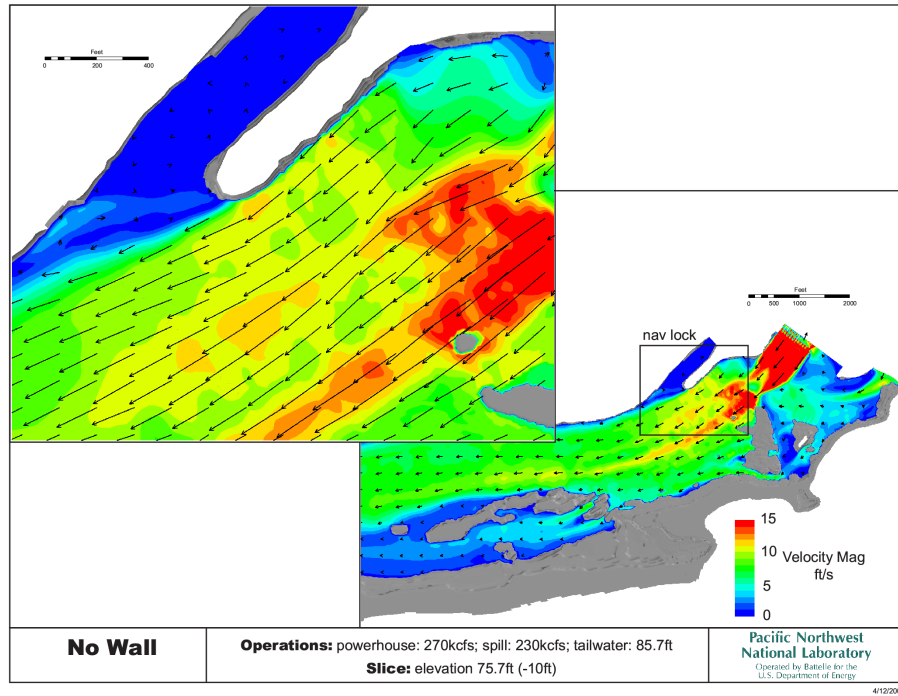 Feet
0 200 400
Feet
0 500 1000 2000
nav lock
15
10
5
0
Velocity Mag
ft/s
No Wall
Operations: powerhouse: 270kcfs; spill: 230kcfs; tailwater: 85.7ft
Slice: elevation 75.7ft (-10ft)
Pacific Northwest
National Laboratory
Operated by Battelle for the
U.S. Department of Energy